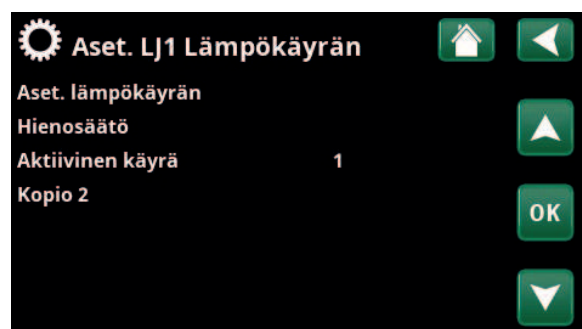 Aset. LJ1 Lämpökäyrän
Aset. lämpökäyrän
Hienosäätö
Aktiivinen käyrä 1
Kopio 2
OK